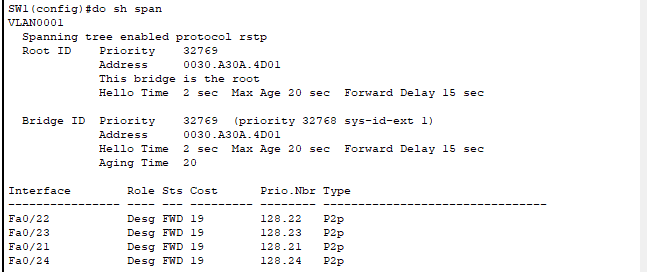 SW1(config)#do sh span
VLAN0001
  Spanning tree enabled protocol rstp
  Root ID    Priority    32769
             Address     0030.A30A.4D01
             This bridge is the root
             Hello Time  2 sec  Max Age 20 sec  Forward Delay 15 sec

  Bridge ID  Priority    32769  (priority 32768 sys-id-ext 1)
             Address     0030.A30A.4D01
             Hello Time  2 sec  Max Age 20 sec  Forward Delay 15 sec
             Aging Time  20

Interface        Role Sts Cost      Prio.Nbr Type
---------------- ---- --- --------- -------- --------------------------------
Fa0/22           Desg FWD 19        128.22   P2p
Fa0/23           Desg FWD 19        128.23   P2p
Fa0/21           Desg FWD 19        128.21   P2p
Fa0/24           Desg FWD 19        128.24   P2p